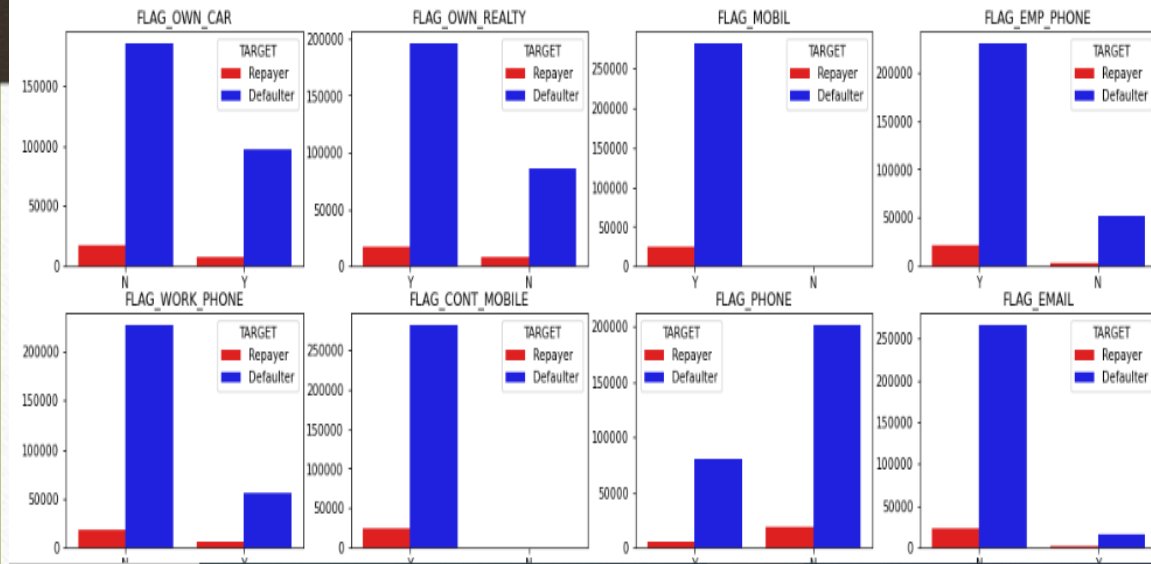 FLAG_OWN_CAR
TARGET
Repayer
Defaulter
150000
100000
50000
0
N Y
FLAG_OWN_REALTY
TARGET
Repayer
Defaulter
200000
150000
100000
50000
0
Y N
FLAG_MOBIL
TARGET
Repayer
Defaulter
250000
200000
150000
100000
50000
0
Y N
FLAG_EMP_PHONE
TARGET
Repayer
Defaulter
200000
150000
100000
50000
0
Y N
FLAG_WORK_PHONE
TARGET
Repayer
Defaulter
200000
150000
100000
50000
0
FLAG_CONT_MOBILE
TARGET
Repayer
Defaulter
250000
200000
150000
100000
50000
0
FLAG_PHONE
TARGET
Repayer
Defaulter
200000
150000
100000
50000
0
FLAG_EMAIL
TARGET
Repayer
Defaulter
250000
200000
150000
100000
50000
0